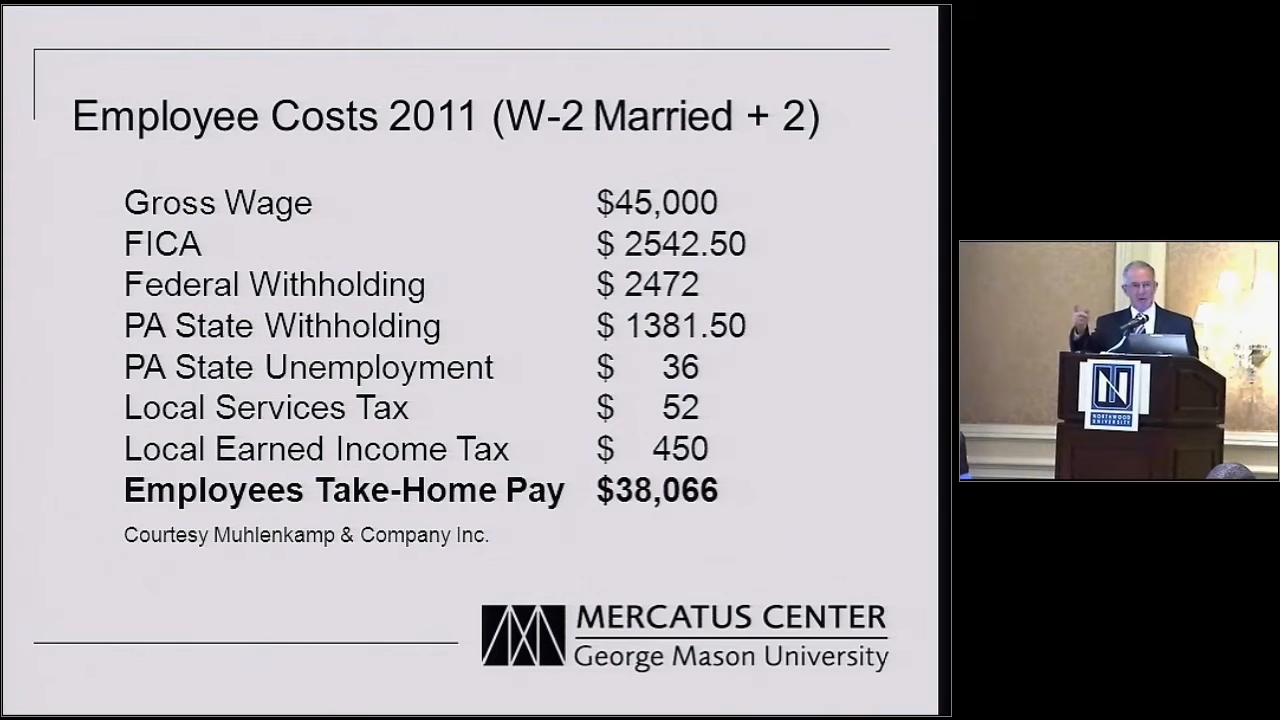 Employee Costs 2011 (W-2 Married + 2)
Gross Wage $45,000
FICA $ 2542.50
Federal Withholding $ 2472
PA State Withholding $ 1381.50
PA State Unemployment $ 36
Local Services Tax $ 52
Local Earned Income Tax $ 450
Employees Take-Home Pay $38,066
Courtesy Muhlenkamp & Company Inc.
MERCATUS CENTER
George Mason University
N
NORTHWOOD
UNIVERSITY